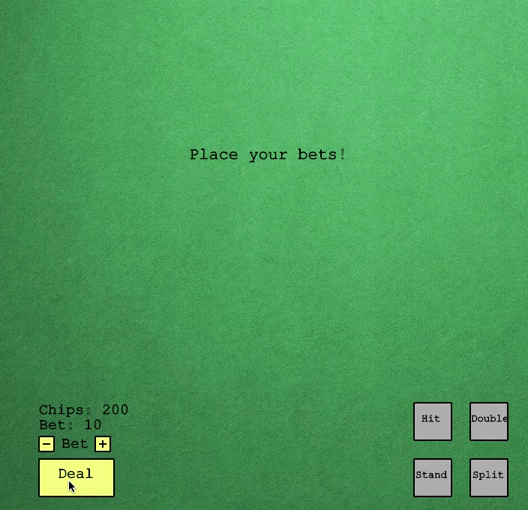 Place your bets!
Chips: 200
Bet: 10
- Bet +
Deal
Hit Double
Stand Split